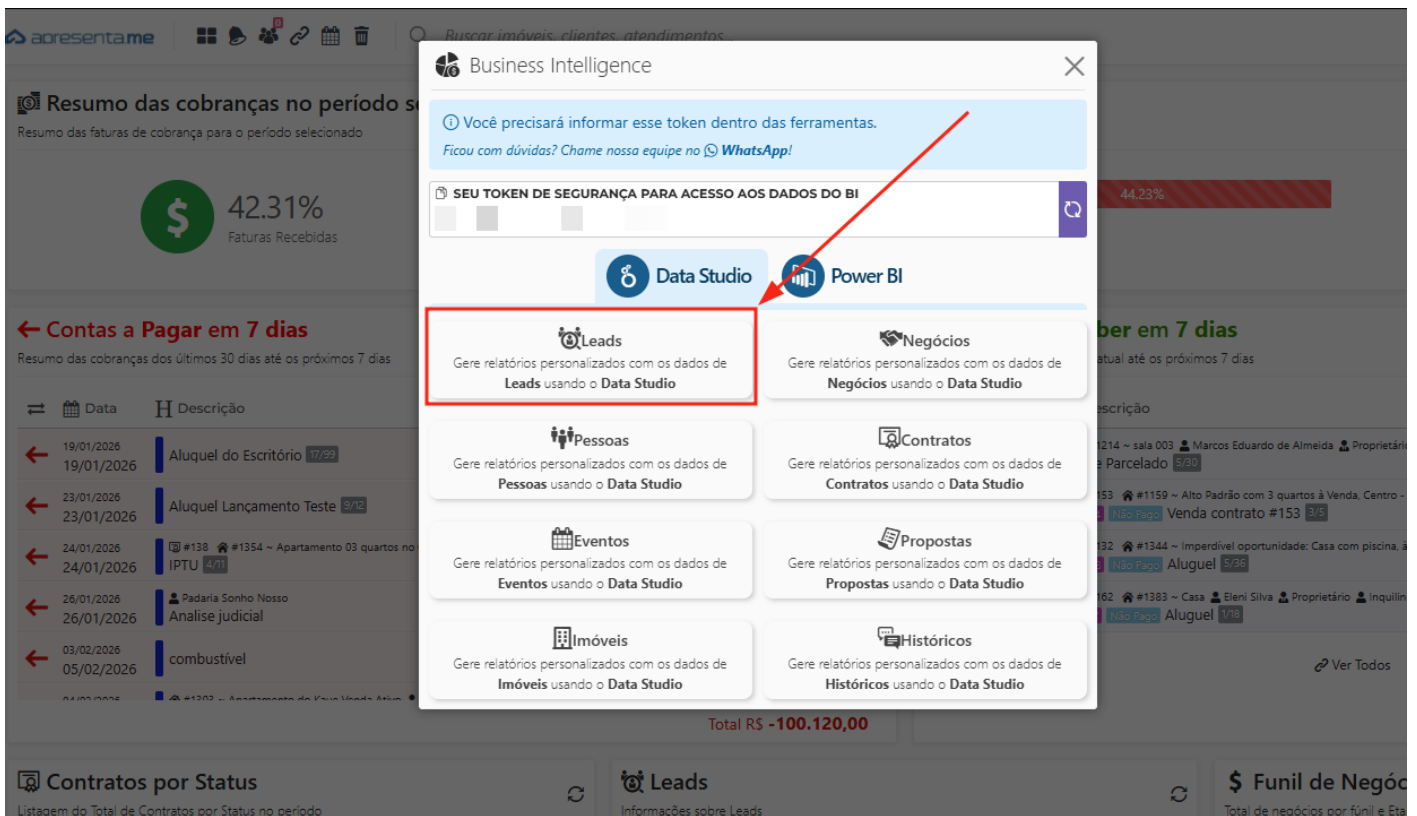 apresenta.me
0
Buscar imóveis, clientes, atendimentos...
Business Intelligence
Você precisará informar esse token dentro das ferramentas.
Ficou com dúvidas? Chame nossa equipe no WhatsApp!
SEU TOKEN DE SEGURANÇA PARA ACESSO AOS DADOS DO BI
Data Studio
Power BI
Leads
Gere relatórios personalizados com os dados de
Leads usando o Data Studio
Negócios
Gere relatórios personalizados com os dados de
Negócios usando o Data Studio
Pessoas
Gere relatórios personalizados com os dados de
Pessoas usando o Data Studio
Contratos
Gere relatórios personalizados com os dados de
Contratos usando o Data Studio
Eventos
Gere relatórios personalizados com os dados de
Eventos usando o Data Studio
Propostas
Gere relatórios personalizados com os dados de
Propostas usando o Data Studio
Imóveis
Gere relatórios personalizados com os dados de
Imóveis usando o Data Studio
Históricos
Gere relatórios personalizados com os dados de
Históricos usando o Data Studio
Resumo das cobranças no período
Resumo das faturas de cobrança para o período selecionado
42.31%
Faturas Recebidas
44.23%
Contas a Pagar em 7 dias
Resumo das cobranças dos últimos 30 dias até os próximos 7 dias
Data
Descrição
19/01/2026
19/01/2026
Aluquel do Escritório 17/99
23/01/2026
23/01/2026
Aluguel Lançamento Teste 9/12
24/01/2026
24/01/2026
#138 #1354 ~ Apartamento 03 quartos no
IPTU 4/11
26/01/2026
26/01/2026
Padaria Sonho Nosso
Analise judicial
03/02/2026
05/02/2026
combustível
#1303 ~ Apartamento do Kaue Venda Ativo
Total R$ -100.120,00
em 7 dias
atual até os próximos 7 dias
1214 ~ sala 003 Marcos Eduardo de Almeida
Parcelado 5/30
#1159 ~ Alto Padrão com 3 quartos à Venda, Centro -
Não Pago Venda contrato #153 3/5
#1344 ~ Imperdível oportunidade: Casa com piscina,
Não Pago Aluguel 5/36
#1383 ~ Casa Eleni Silva Proprietário
Não Pago Aluguel 1/18
Ver Todos
Contratos por Status
Listagem do Total de Contratos por Status no período
Leads
Informações sobre Leads
Funil de
Total de negócios por fúnil e